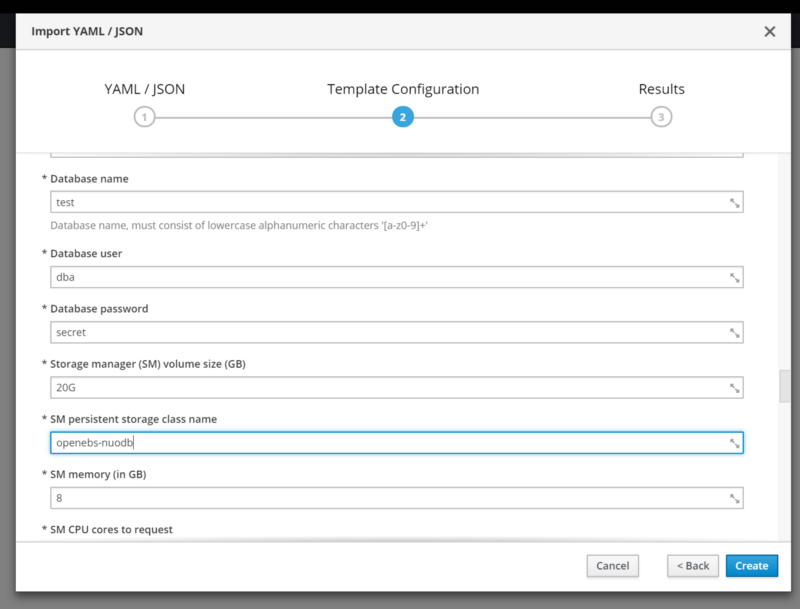 Import YAML / JSON
YAML / JSON
Template Configuration
Results
1
2
3
* Database name
test
Database name, must consist of lowercase alphanumeric characters '[a-z0-9]+'
* Database user
dba
* Database password
secret
* Storage manager (SM) volume size (GB)
20G
* SM persistent storage class name
openebs-nuodb
* SM memory (in GB)
8
* SM CPU cores to request
Cancel
< Back
Create